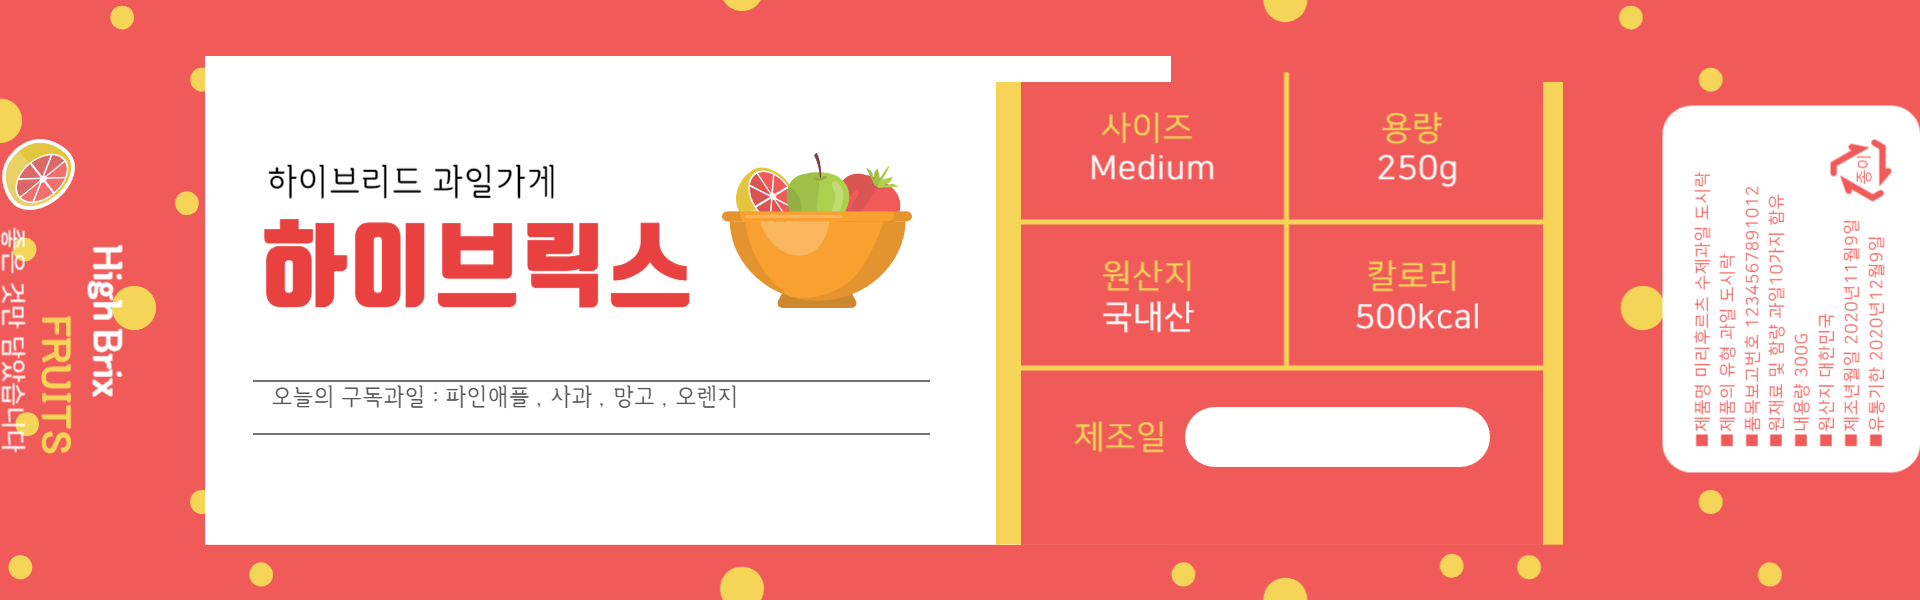 High Brix
FRUITS
좋은 것만 담았습니다
하이브리드 과일가게
하이브릭스
오늘의 구독과일 : 파인애플 , 사과 , 망고 , 오렌지
사이즈
Medium
용량
250g
원산지
국내산
칼로리
500kcal
제조일
종이
■제품명 미리후르츠 수제과일 도시락
■제품의 유형 과일 도시락
■품목보고번호 1234567891012
■원재료 및 함량 과일10가지 함유
■내용량 300G
■원산지 대한민국
■제조년월일 2020년11월9일
■유통기한 2020년12월9일